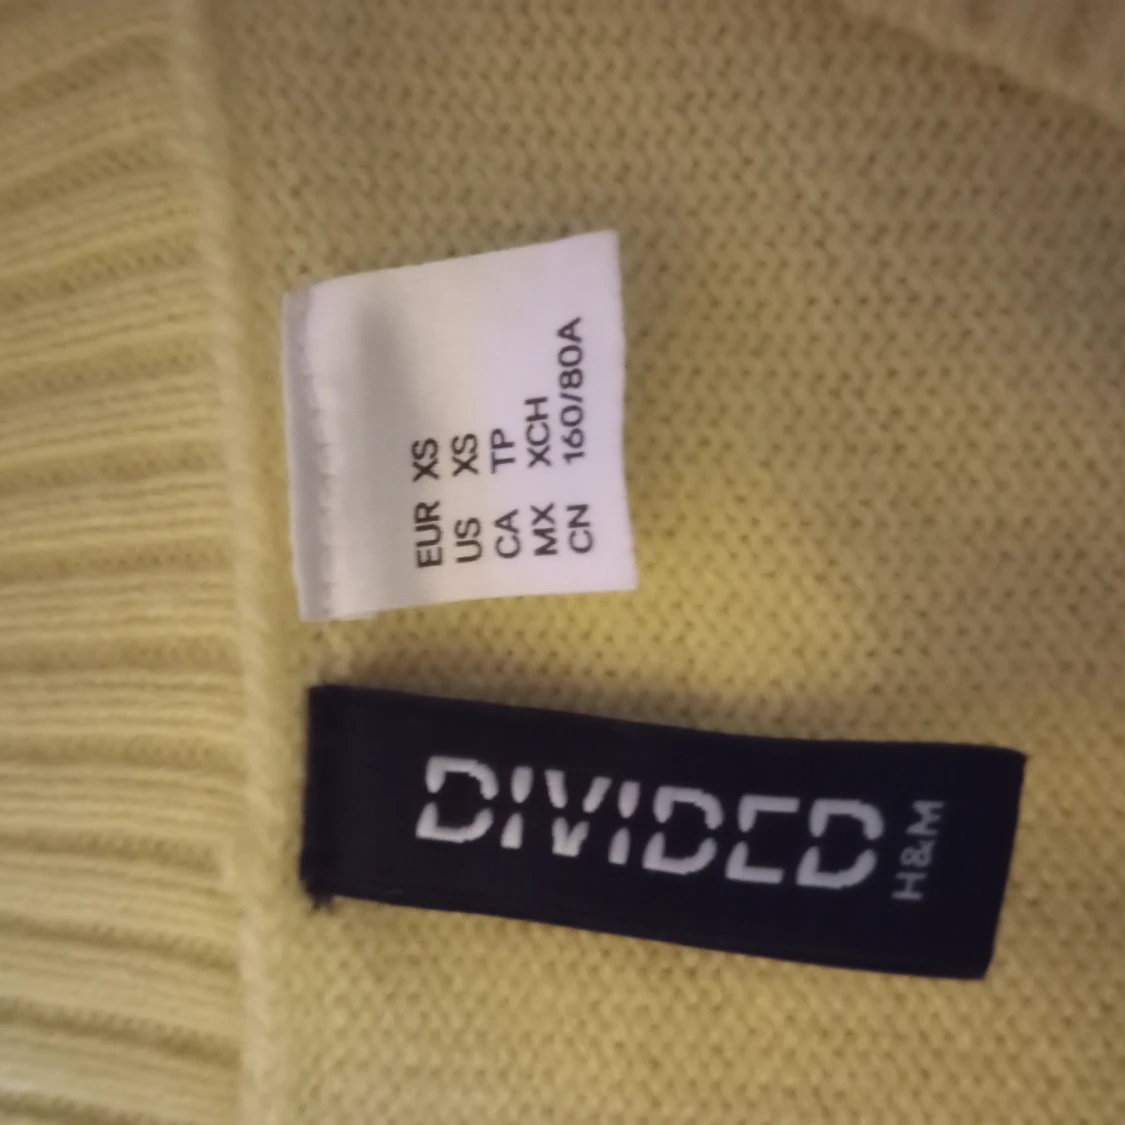 EUR XS
US XS
CA TP
MX XCH
CN 160/80A
DIVIDED
H&M